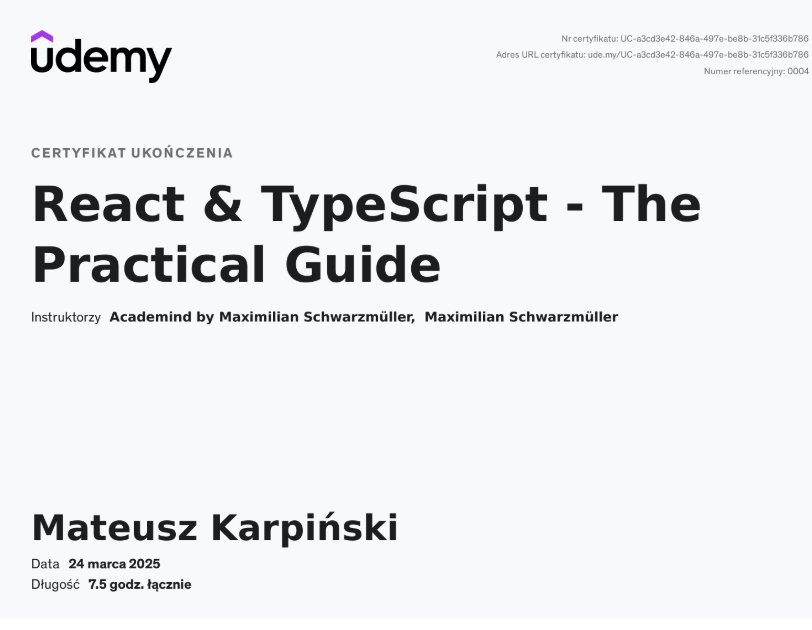 udemy
Nr certyfikatu: UC-a3cd3e42-846a-497e-be8b-31c5f336b786
Adres URL certyfikatu: ude.my/UC-a3cd3e42-846a-497e-be8b-31c5f336b786
Numer referencyjny: 0004
CERTYFIKAT UKOŃCZENIA
React & TypeScript - The
Practical Guide
Instruktorzy Academind by Maximilian Schwarzmüller, Maximilian Schwarzmüller
Mateusz Karpiński
Data 24 marca 2025
Długość 7.5 godz. łącznie